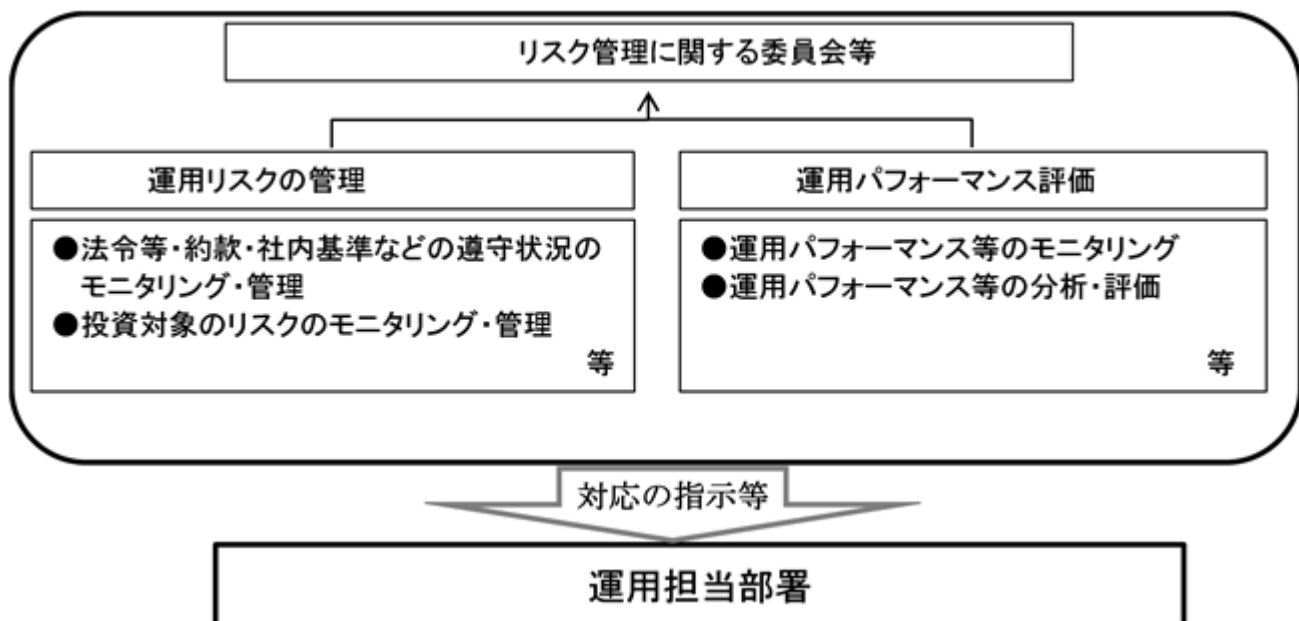 リスク管理に関する委員会等
運用リスクの管理
●法令等・約款・社内基準などの遵守状況の
モニタリング・管理
●投資対象のリスクのモニタリング・管理
等
運用パフォーマンス評価
●運用パフォーマンス等のモニタリング
●運用パフォーマンス等の分析・評価
等
対応の指示等
運用担当部署